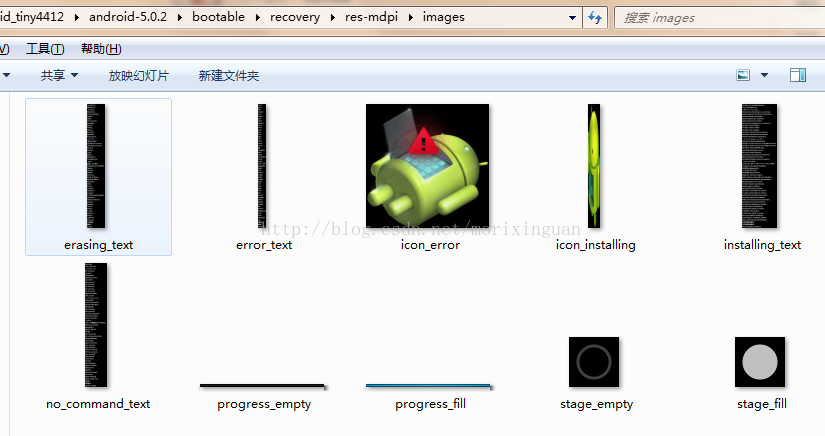 id_tiny4412 ▸ android-5.0.2 ▸ bootable ▸ recovery ▸ res-mdpi ▸ images
搜索 images
V) 工具(T) 帮助(H)
共享 放映幻灯片 新建文件夹
erasing_text error_text icon_error icon_installing installing_text
http://blog.csdn.net/morixinguan
no_command_text progress_empty progress_fill stage_empty stage_fill